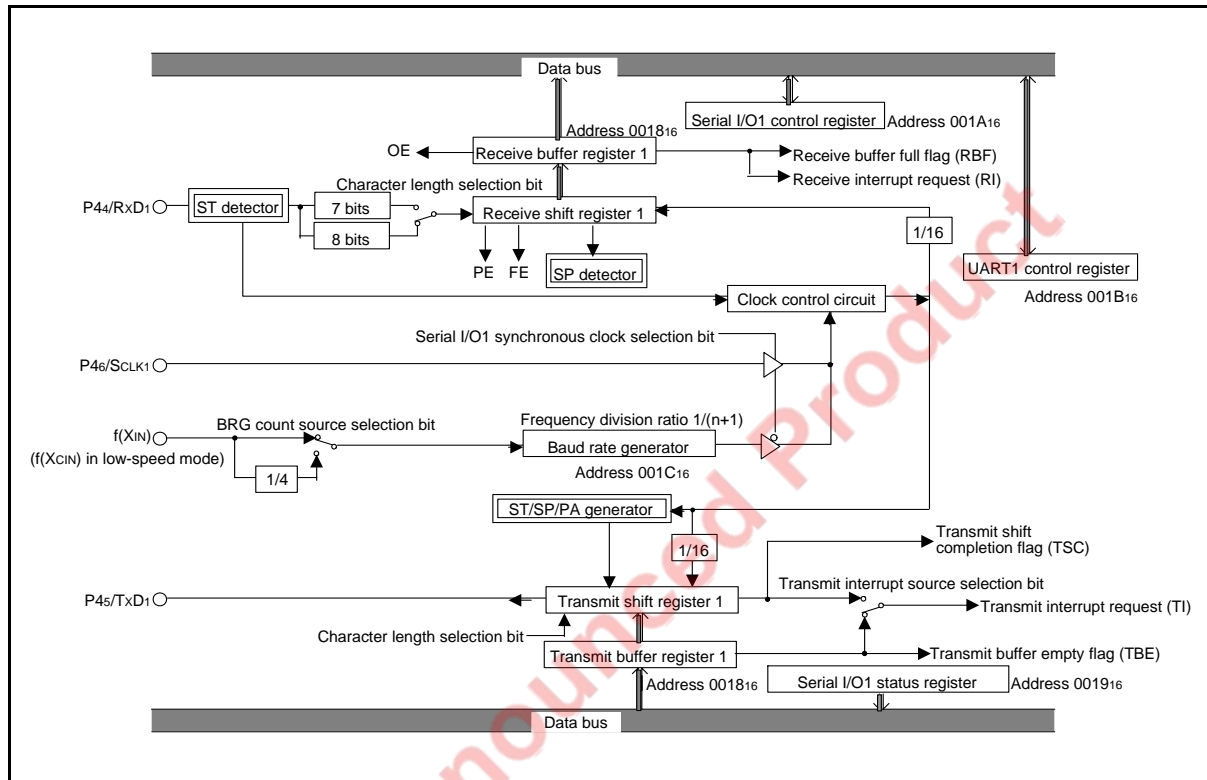 Data bus
Serial I/O1 control register
Address 001A16
Address 001816
OE
Receive buffer register 1
Receive buffer full flag (RBF)
Receive interrupt request (RI)
Character length selection bit
P44/RxD1
ST detector
7 bits
8 bits
Receive shift register 1
1/16
PE
FE
SP detector
UART1 control register
Address 001B16
Clock control circuit
Serial I/O1 synchronous clock selection bit
P46/SCLK1
BRG count source selection bit
Frequency division ratio 1/(n+1)
f(XIN)
Baud rate generator
(f(XCIN) in low-speed mode)
1/4
Address 001C16
ST/SP/PA generator
1/16
Transmit shift
completion flag (TSC)
Transmit interrupt source selection bit
P45/TxD1
Transmit shift register 1
Transmit interrupt request (TI)
Character length selection bit
Transmit buffer register 1
Transmit buffer empty flag (TBE)
Address 001816
Serial I/O1 status register
Address 001916
Data bus
nounced Product